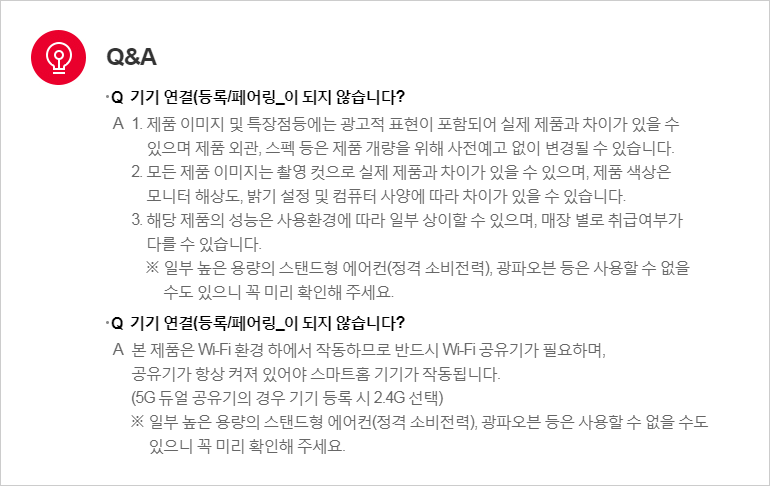 Q&A
·Q 기기 연결(등록/페어링_이 되지 않습니다?
A 1. 제품 이미지 및 특장점등에는 광고적 표현이 포함되어 실제 제품과 차이가 있을 수
있으며 제품 외관, 스펙 등은 제품 개량을 위해 사전예고 없이 변경될 수 있습니다.
2. 모든 제품 이미지는 촬영 컷으로 실제 제품과 차이가 있을 수 있으며, 제품 색상은
모니터 해상도, 밝기 설정 및 컴퓨터 사양에 따라 차이가 있을 수 있습니다.
3. 해당 제품의 성능은 사용환경에 따라 일부 상이할 수 있으며, 매장 별로 취급여부가
다를 수 있습니다.
※ 일부 높은 용량의 스탠드형 에어컨(정격 소비전력), 광파오븐 등은 사용할 수 없을
수도 있으니 꼭 미리 확인해 주세요.
·Q 기기 연결(등록/페어링_이 되지 않습니다?
A 본 제품은 Wi-Fi 환경 하에서 작동하므로 반드시 Wi-Fi 공유기가 필요하며,
공유기가 항상 켜져 있어야 스마트홈 기기가 작동됩니다.
(5G 듀얼 공유기의 경우 기기 등록 시 2.4G 선택)
※ 일부 높은 용량의 스탠드형 에어컨(정격 소비전력), 광파오븐 등은 사용할 수 없을 수도
있으니 꼭 미리 확인해 주세요.